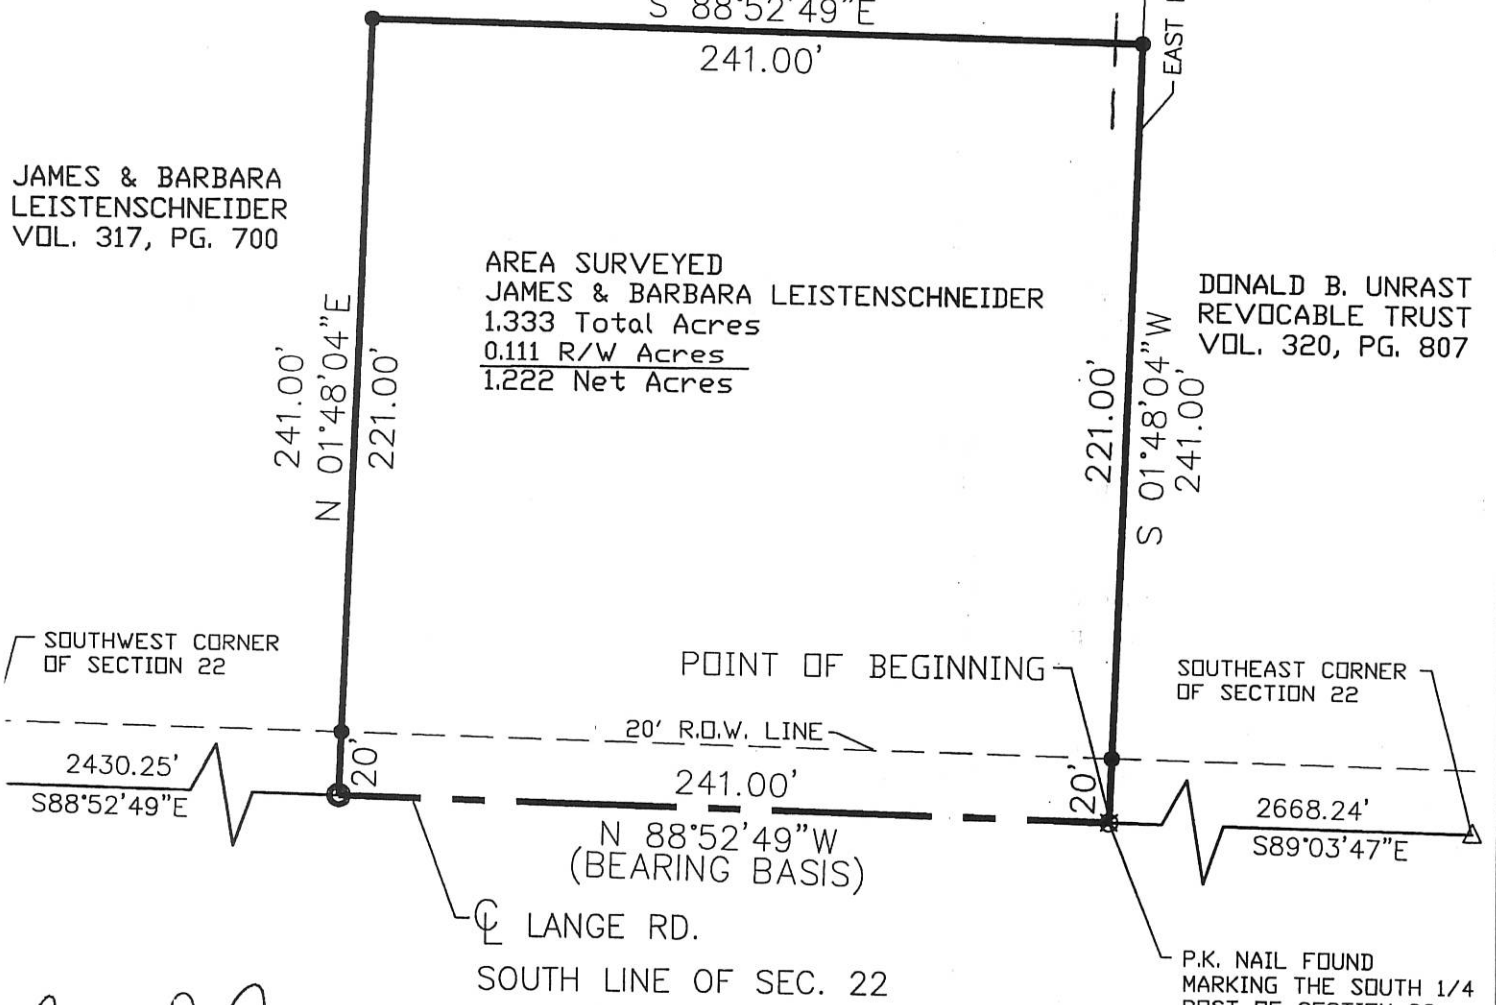 S 88°52'49"E
241.00'
EAST
JAMES & BARBARA
LEISTENSCHNEIDER
VOL. 317, PG. 700
AREA SURVEYED
JAMES & BARBARA LEISTENSCHNEIDER
1.333 Total Acres
0.111 R/W Acres
1.222 Net Acres
DONALD B. UNRAST
REVOCABLE TRUST
VOL. 320, PG. 807
241.00'
N 01°48'04"E
221.00'
221.00'
S 01°48'04"W
241.00'
SOUTHWEST CORNER
OF SECTION 22
POINT OF BEGINNING
SOUTHEAST CORNER
OF SECTION 22
20' R.O.W. LINE
2430.25'
S88°52'49"E
20'
241.00'
20'
2668.24'
S89°03'47"E
N 88°52'49"W
(BEARING BASIS)
℄ LANGE RD.
SOUTH LINE OF SEC. 22
P.K. NAIL FOUND
MARKING THE SOUTH 1/4
POST OF SECTION